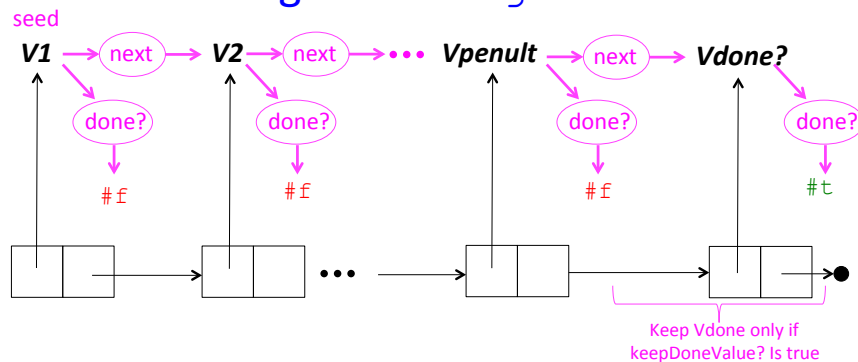 seed
V1 next V2 next ••• Vpenult next Vdone?
done? done? done? done?
#f #f #f #t
•••
Keep Vdone only if
keepDoneValue? Is true